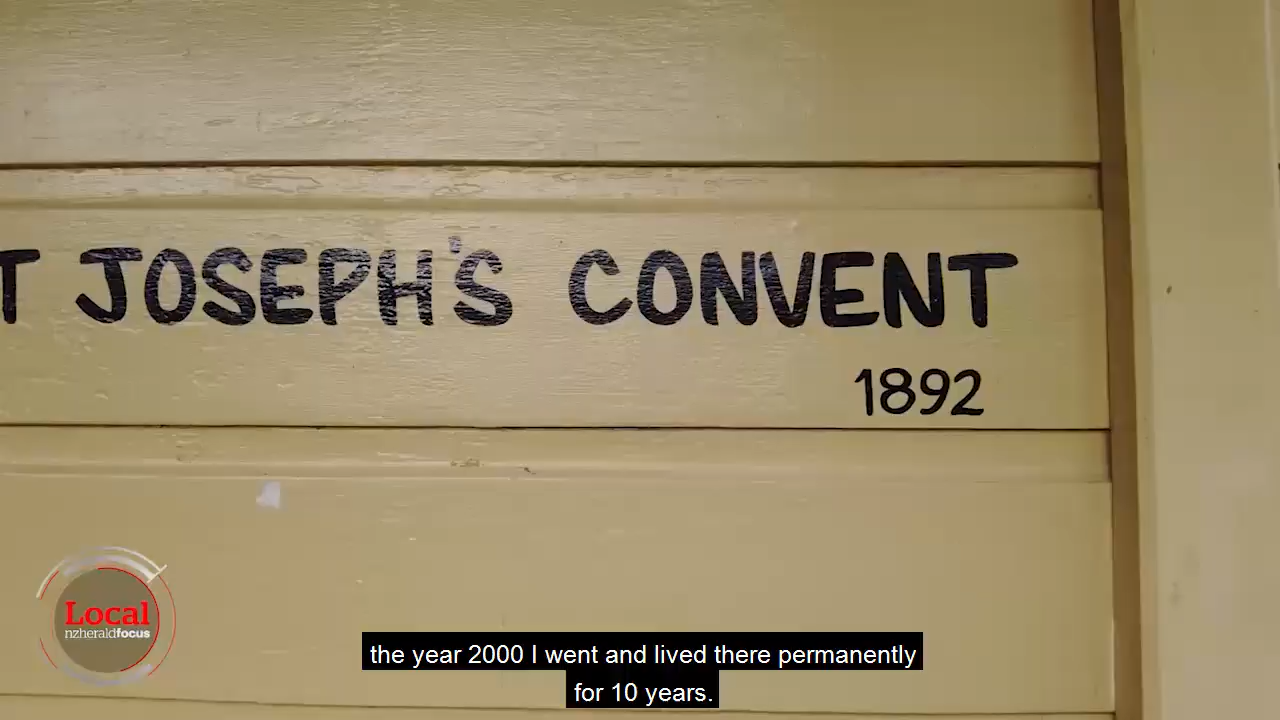 T JOSEPH'S CONVENT
1892
Local
nzheraldfocus
the year 2000 I went and lived there permanently
for 10 years.